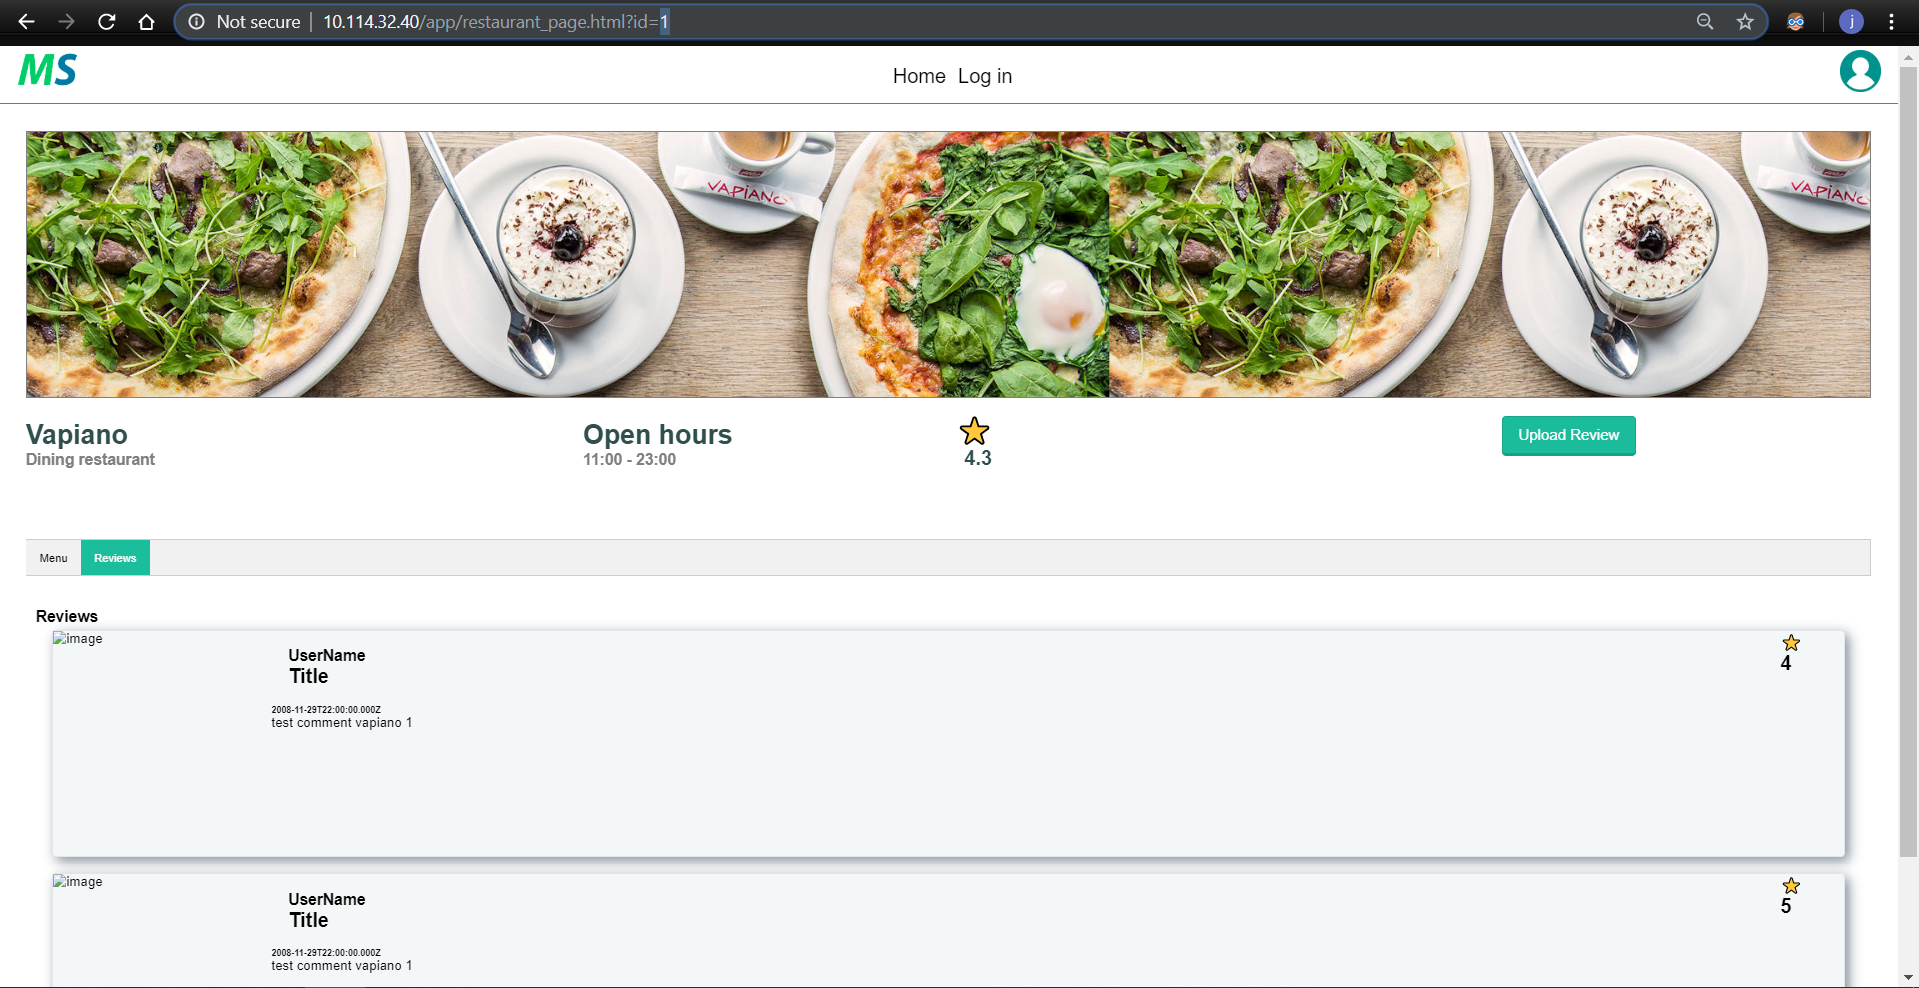 Not secure | 10.114.32.40/app/restaurant_page.html?id=1
j
MS
Home Log in
VAPIANO
VAPIANO
Vapiano
Dining restaurant
Open hours
11:00 - 23:00
4.3
Upload Review
Menu
Reviews
Reviews
image
UserName
Title
4
2008-11-29T22:00:00.000Z
test comment vapiano 1
image
UserName
Title
5
2008-11-29T22:00:00.000Z
test comment vapiano 1